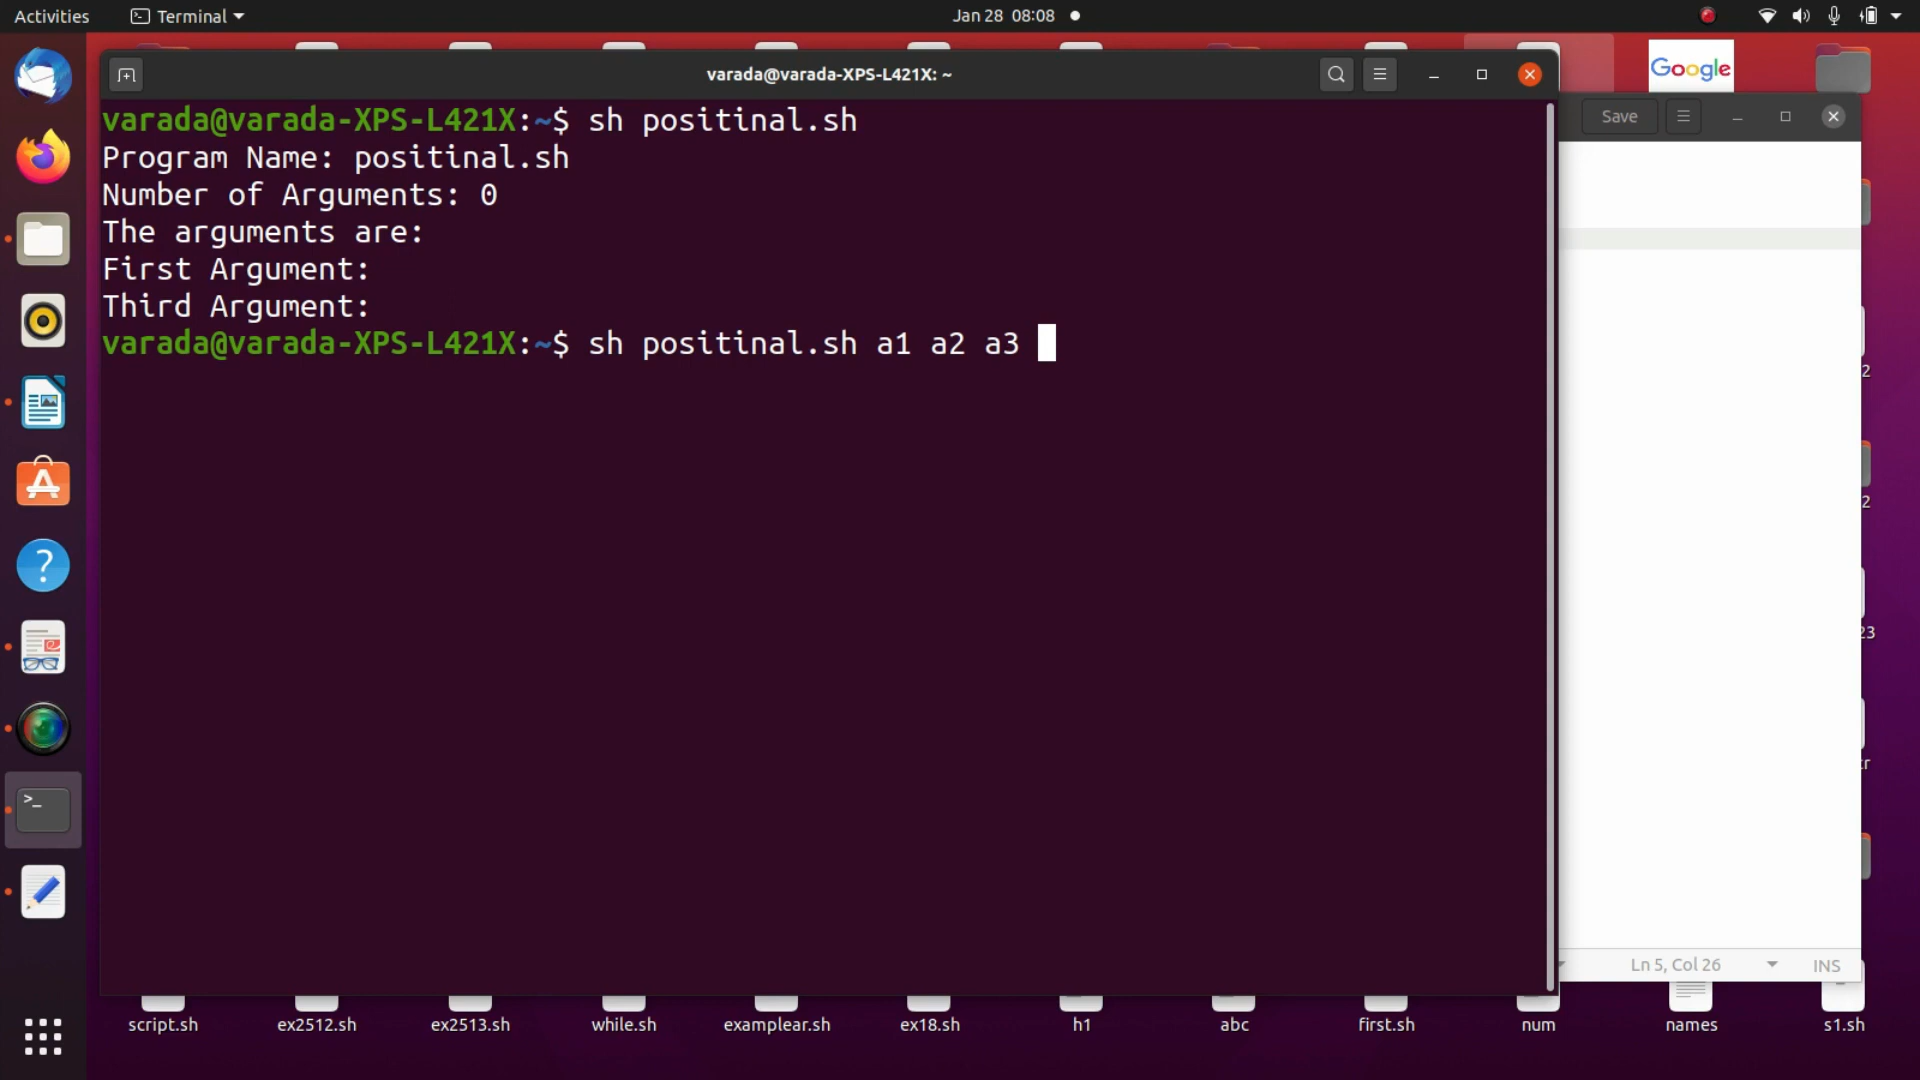 Activities
Terminal
Jan 28 08:08
varada@varada-XPS-L421X: ~
Google
Save
varada@varada-XPS-L421X:~$ sh positinal.sh
Program Name: positinal.sh
Number of Arguments: 0
The arguments are:
First Argument:
Third Argument:
varada@varada-XPS-L421X:~$ sh positinal.sh a1 a2 a3
2
2
23
Ln 5, Col 26
INS
script.sh
ex2512.sh
ex2513.sh
while.sh
examplear.sh
ex18.sh
h1
abc
first.sh
num
names
s1.sh